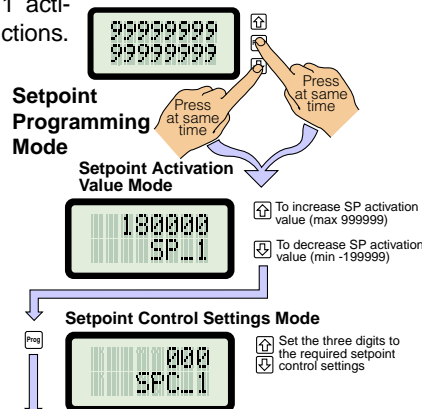 1 acti-
ctions.
99999999
99999999
Press
at same
time
Press
at same
time
Setpoint
Programming
Mode
Setpoint Activation
Value Mode
180000
SP_1
To increase SP activation
value (max 999999)
To decrease SP activation
value (min -199999)
Setpoint Control Settings Mode
Prog
000
SPC_1
Set the three digits to
the required setpoint
control settings